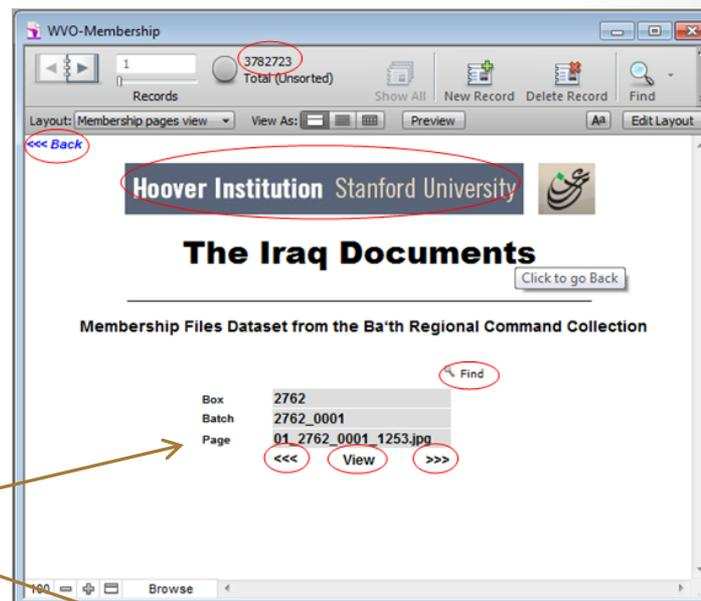 WVO-Membership
1
3782723
Total (Unsorted)
Records
Show All
New Record
Delete Record
Find
Layout: Membership pages view
View As:
Preview
Aa
Edit Layout
<<< Back
Hoover Institution Stanford University
The Iraq Documents
Click to go Back
Membership Files Dataset from the Ba'th Regional Command Collection
Find
Box 2762
Batch 2762_0001
Page 01_2762_0001_1253.jpg
<<< View >>>
100
Browse